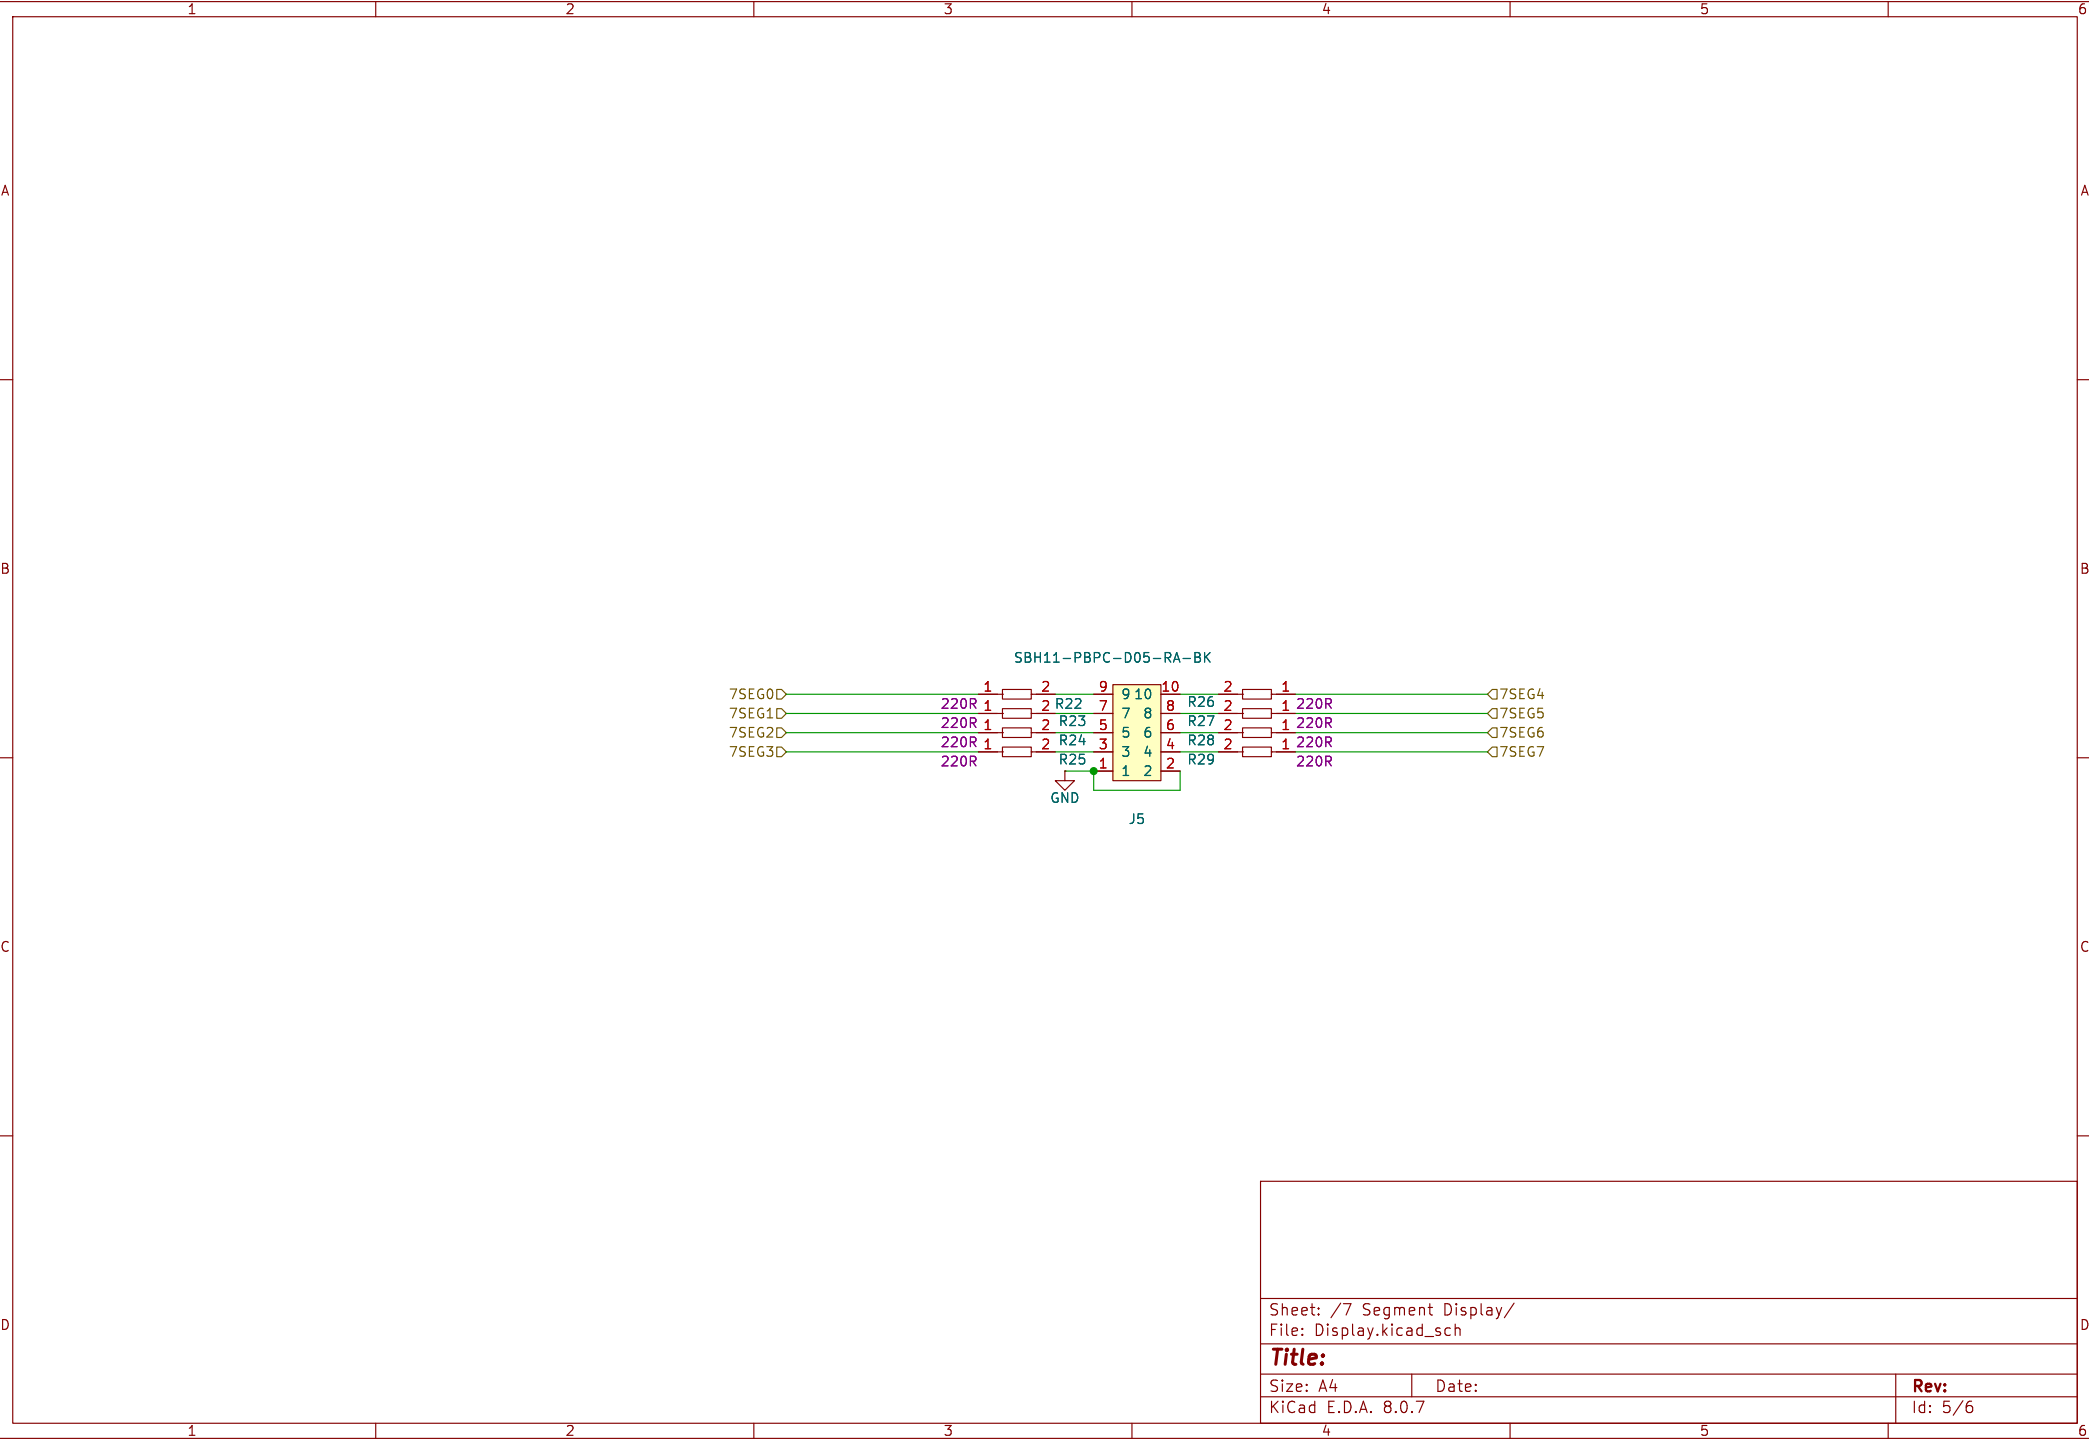 1 2 3 4 5 6
A A
B B
SBH11-PBPC-D05-RA-BK
7SEG0 1 2 9 9 10 10 2 1 7SEG4
220R R22 R26 220R
7SEG1 1 2 7 7 8 8 2 1 7SEG5
220R R23 R27 220R
7SEG2 1 2 5 5 6 6 2 1 7SEG6
220R R24 R28 220R
7SEG3 1 2 3 3 4 4 2 1 7SEG7
220R R25 R29 220R
1 1 2 2
GND
J5
C C
Sheet: /7 Segment Display/
D D
File: Display.kicad_sch
Title:
Size: A4 Date: Rev:
KiCad E.D.A. 8.0.7 Id: 5/6
1 2 3 4 5 6